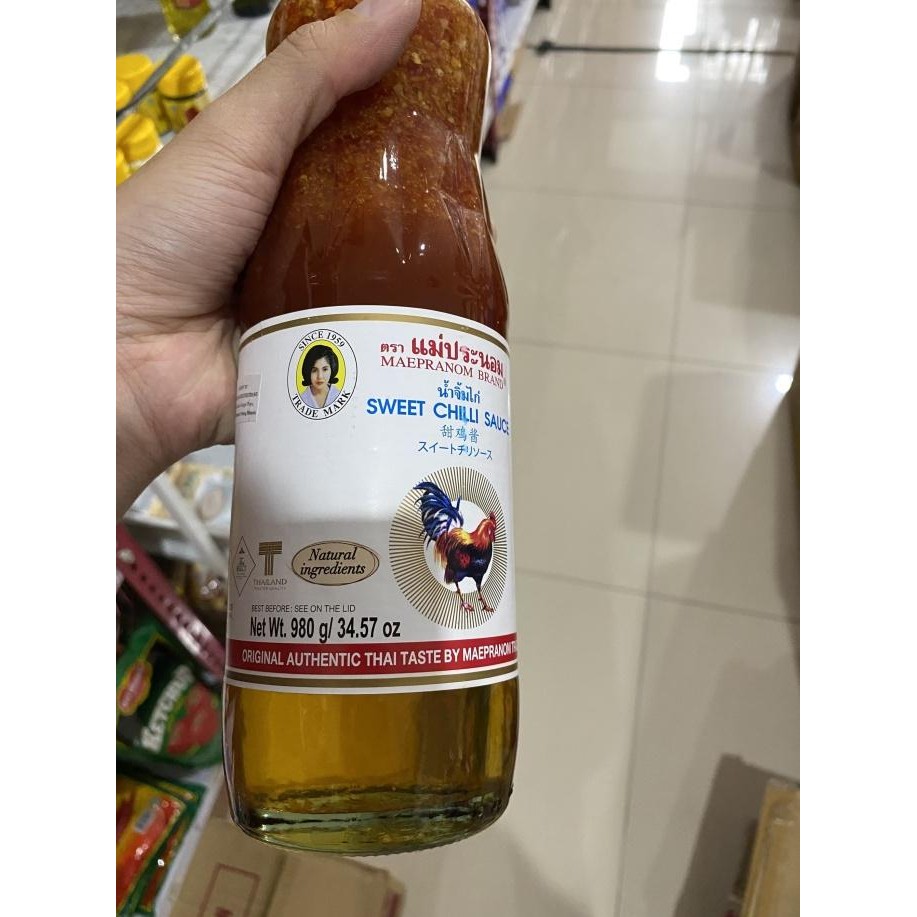 SINCE 1959
TRADE MARK
ตรา แม่ประนอม
MAEPRANOM BRAND®
น้ำจิ้มไก่
SWEET CHILLI SAUCE
甜鸡酱
スイートチリソース
Natural
ingredients
THAILAND
BEST BEFORE: SEE ON THE LID
Net Wt. 980 g/ 34.57 oz
ORIGINAL AUTHENTIC THAI TASTE BY MAEPRANOM
KETCHUP